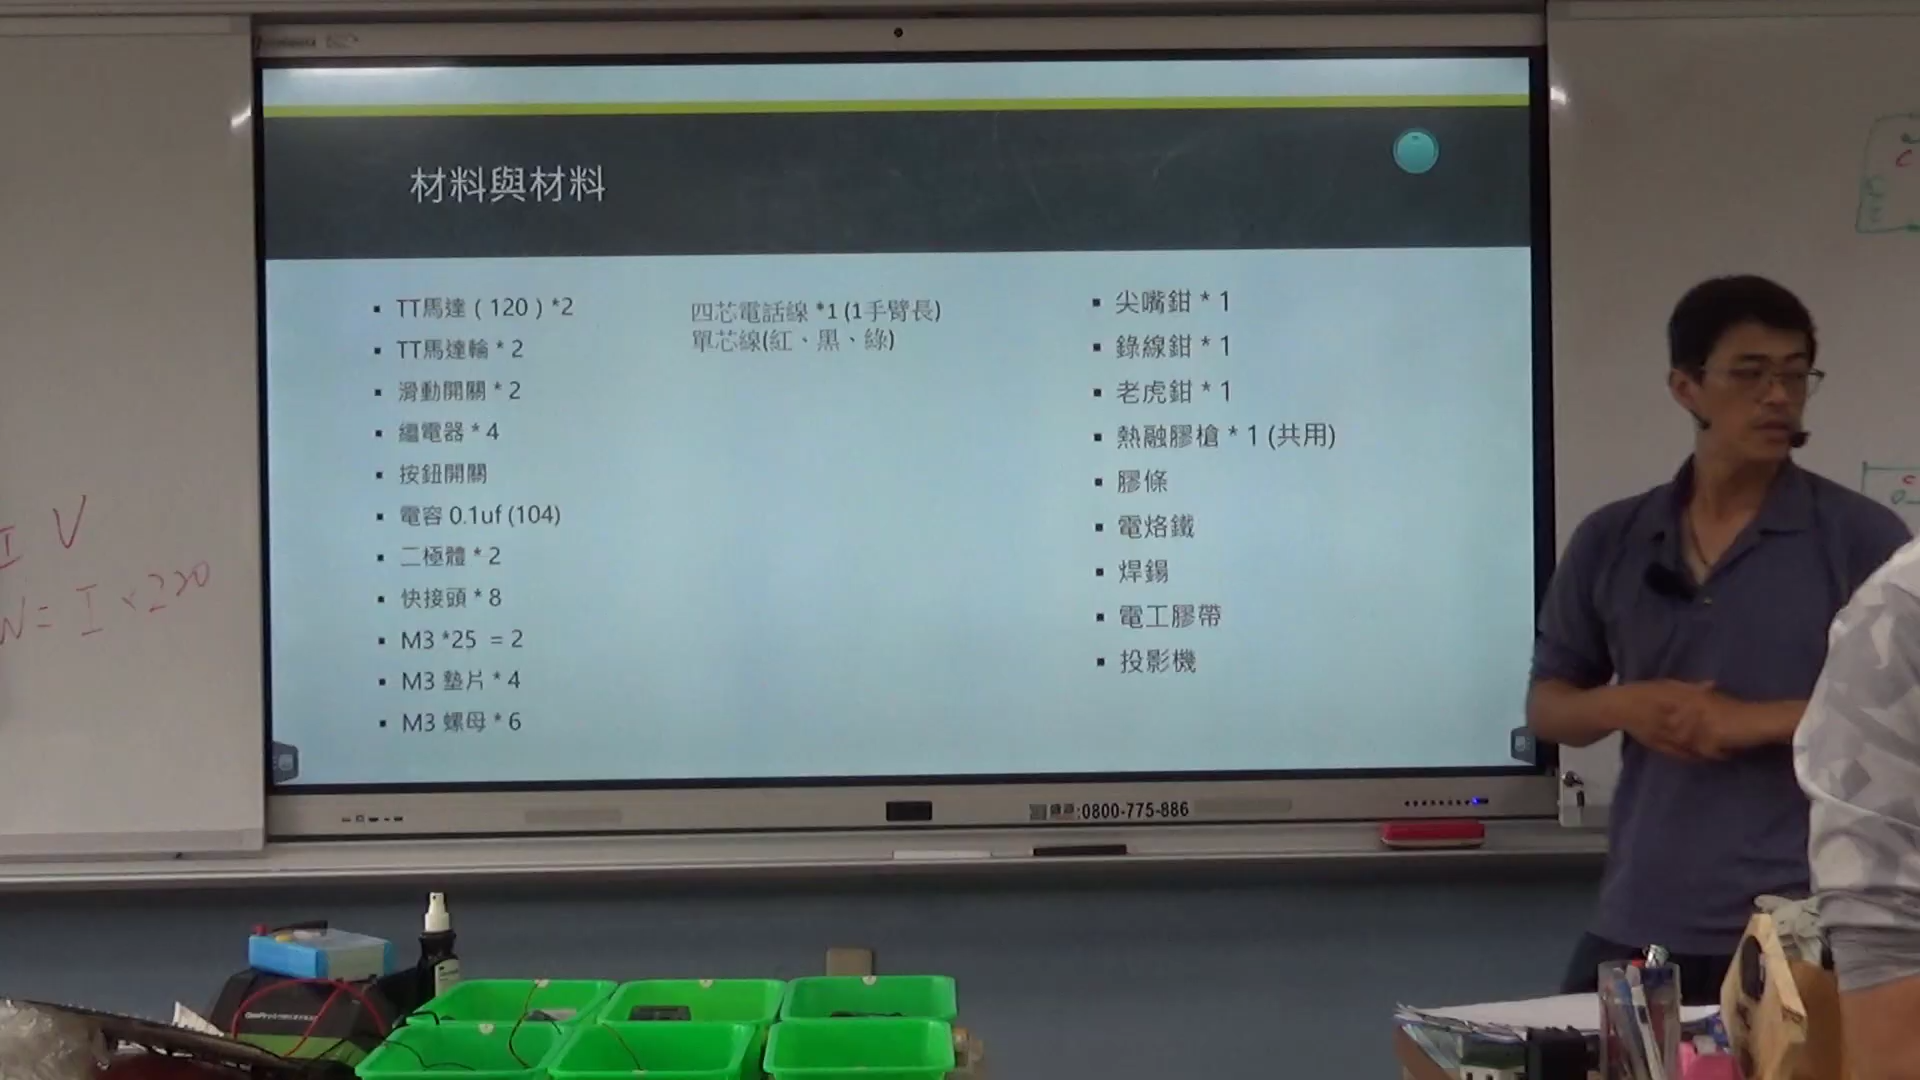 材料與材料
TT馬達 ( 120 ) *2
TT馬達輪 * 2
滑動開關 * 2
繼電器 * 4
按鈕開關
電容 0.1uf (104)
二極體 * 2
快接頭 * 8
M3 *25 = 2
M3 墊片 * 4
M3 螺母 * 6
四芯電話線 *1 (1手臂長)
單芯線(紅、黑、綠)
尖嘴鉗 * 1
錄線鉗 * 1
老虎鉗 * 1
熱融膠槍 * 1 (共用)
膠條
電烙鐵
焊錫
電工膠帶
投影機
I V
W = I × 220
:0800-775-886